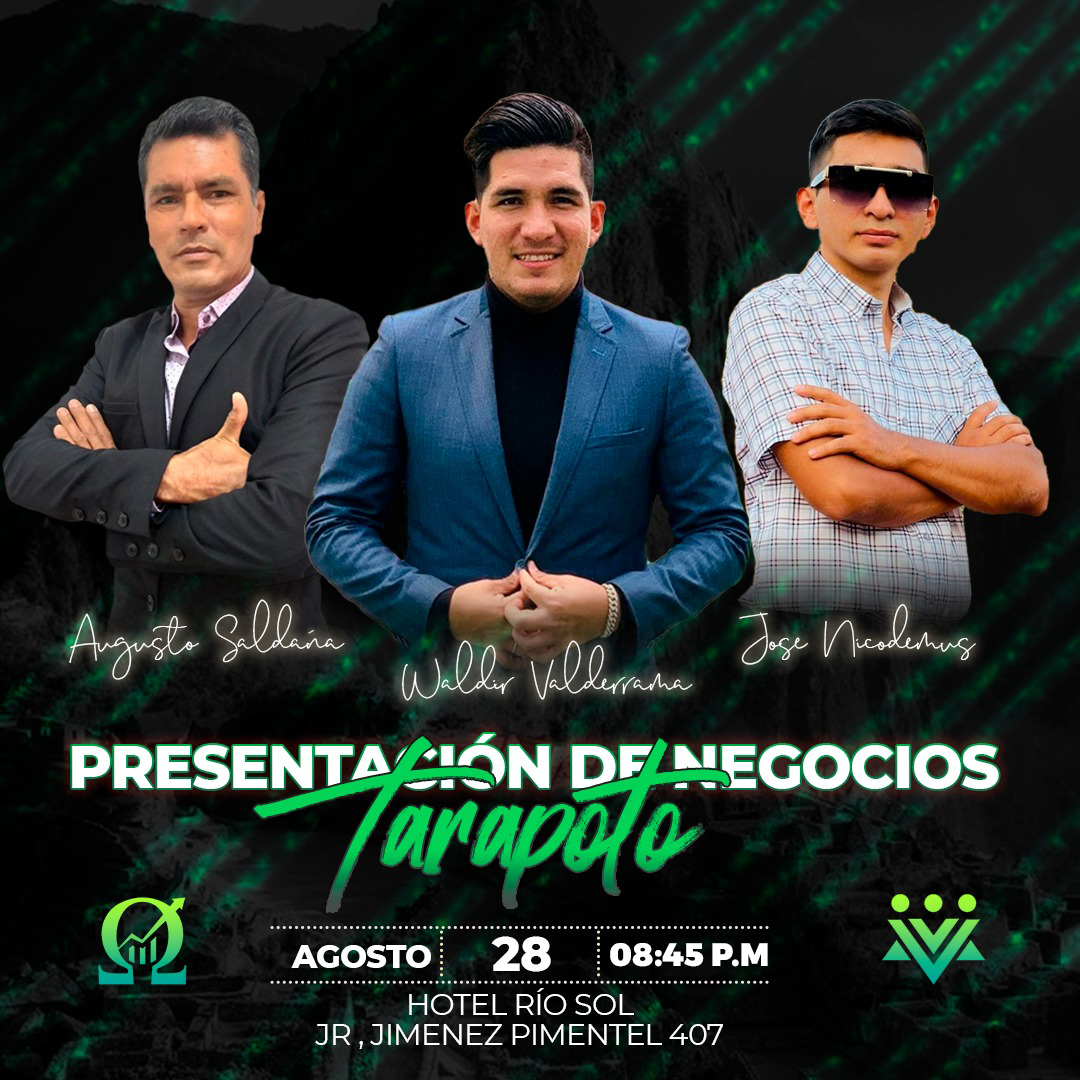 Augusto Saldaña
Waldir Valderrama
Jose Nicodemus
PRESENTACIÓN DE NEGOCIOS
Tarapoto
AGOSTO 28 08:45 P.M
HOTEL RÍO SOL
JR , JIMENEZ PIMENTEL 407